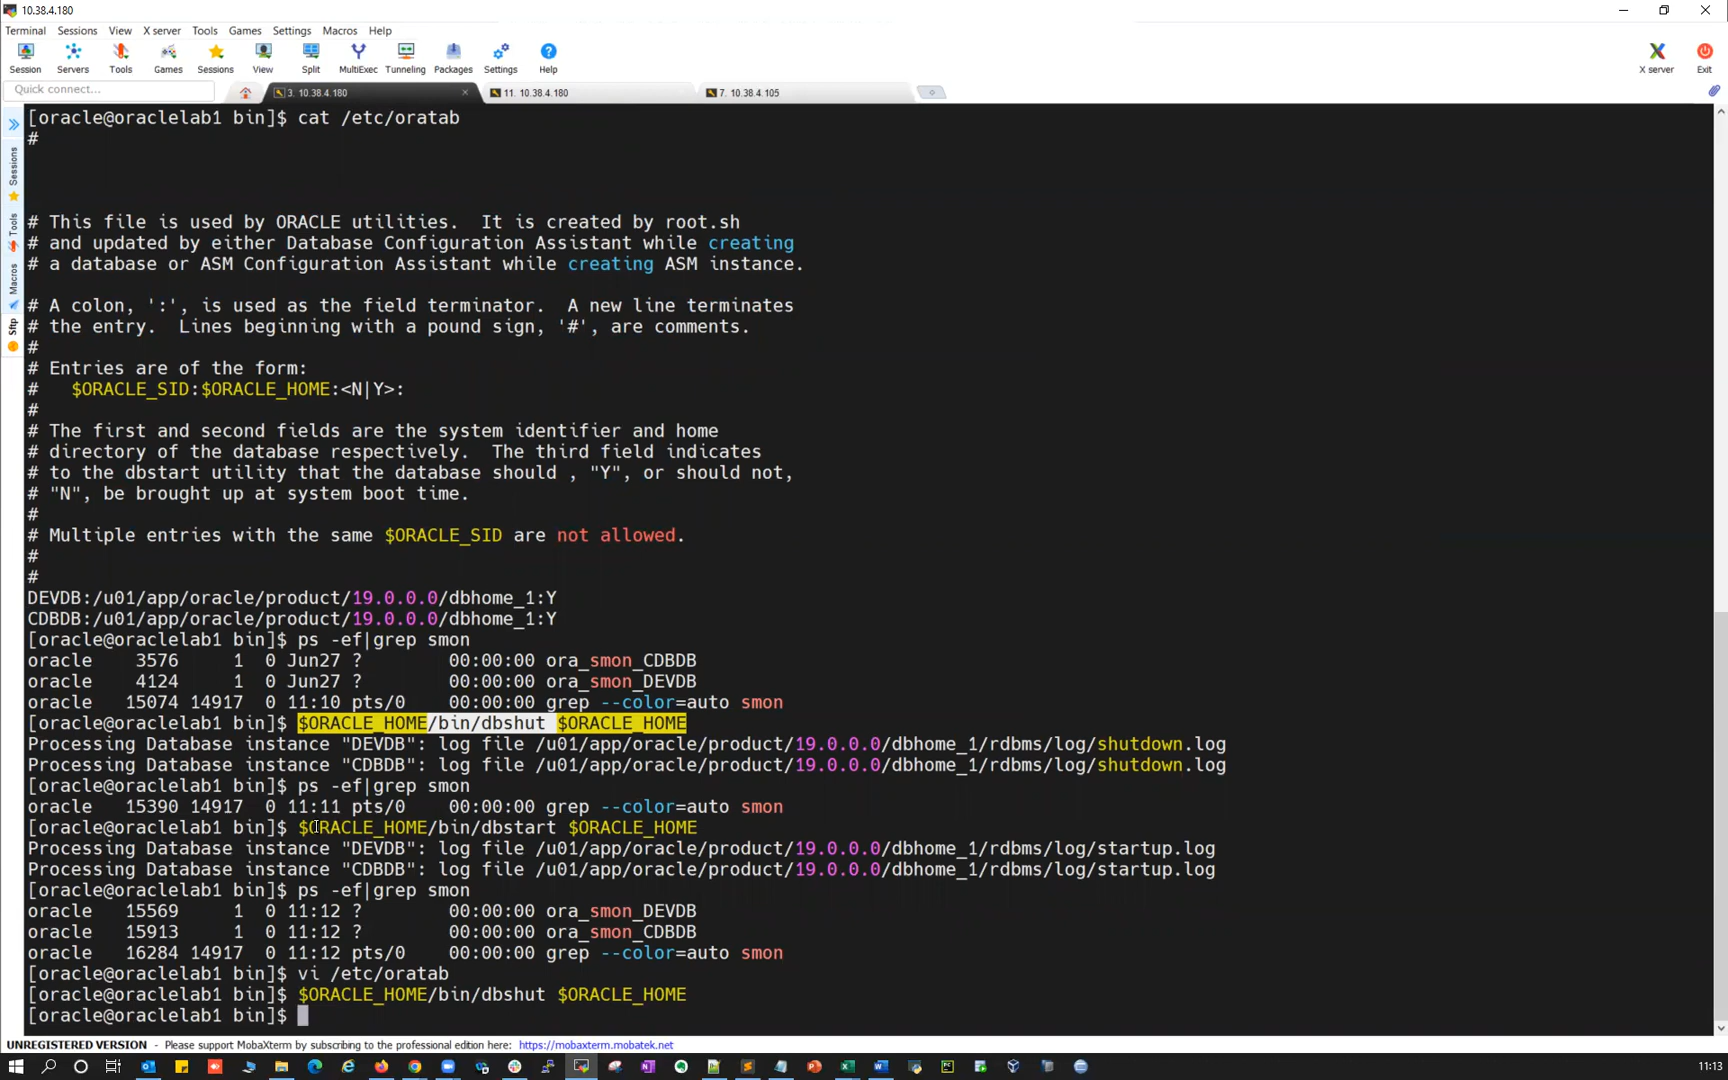 10.38.4.180
Terminal Sessions View X server Tools Games Settings Macros Help
Session Servers Tools Games Sessions View Split MultiExec Tunneling Packages Settings Help X server Exit
Quick connect...
3. 10.38.4.180
11. 10.38.4.180
7. 10.38.4.105
Sessions
Tools
Macros
Sftp
[oracle@oraclelab1 bin]$ cat /etc/oratab
#
# This file is used by ORACLE utilities.  It is created by root.sh
# and updated by either Database Configuration Assistant while creating
# a database or ASM Configuration Assistant while creating ASM instance.
# A colon, ':', is used as the field terminator.  A new line terminates
# the entry.  Lines beginning with a pound sign, '#', are comments.
#
# Entries are of the form:
#   $ORACLE_SID:$ORACLE_HOME:<N|Y>:
#
# The first and second fields are the system identifier and home
# directory of the database respectively.  The third field indicates
# to the dbstart utility that the database should , "Y", or should not,
# "N", be brought up at system boot time.
#
# Multiple entries with the same $ORACLE_SID are not allowed.
#
#
DEVDB:/u01/app/oracle/product/19.0.0.0/dbhome_1:Y
CDBDB:/u01/app/oracle/product/19.0.0.0/dbhome_1:Y
[oracle@oraclelab1 bin]$ ps -ef|grep smon
oracle    3576     1  0 Jun27 ?        00:00:00 ora_smon_CDBDB
oracle    4124     1  0 Jun27 ?        00:00:00 ora_smon_DEVDB
oracle   15074 14917  0 11:10 pts/0    00:00:00 grep --color=auto smon
[oracle@oraclelab1 bin]$ $ORACLE_HOME/bin/dbshut $ORACLE_HOME
Processing Database instance "DEVDB": log file /u01/app/oracle/product/19.0.0.0/dbhome_1/rdbms/log/shutdown.log
Processing Database instance "CDBDB": log file /u01/app/oracle/product/19.0.0.0/dbhome_1/rdbms/log/shutdown.log
[oracle@oraclelab1 bin]$ ps -ef|grep smon
oracle   15390 14917  0 11:11 pts/0    00:00:00 grep --color=auto smon
[oracle@oraclelab1 bin]$ $ORACLE_HOME/bin/dbstart $ORACLE_HOME
Processing Database instance "DEVDB": log file /u01/app/oracle/product/19.0.0.0/dbhome_1/rdbms/log/startup.log
Processing Database instance "CDBDB": log file /u01/app/oracle/product/19.0.0.0/dbhome_1/rdbms/log/startup.log
[oracle@oraclelab1 bin]$ ps -ef|grep smon
oracle   15569     1  0 11:12 ?        00:00:00 ora_smon_DEVDB
oracle   15913     1  0 11:12 ?        00:00:00 ora_smon_CDBDB
oracle   16284 14917  0 11:12 pts/0    00:00:00 grep --color=auto smon
[oracle@oraclelab1 bin]$ vi /etc/oratab
[oracle@oraclelab1 bin]$ $ORACLE_HOME/bin/dbshut $ORACLE_HOME
[oracle@oraclelab1 bin]$
UNREGISTERED VERSION - Please support MobaXterm by subscribing to the professional edition here: https://mobaxterm.mobatek.net
11:13